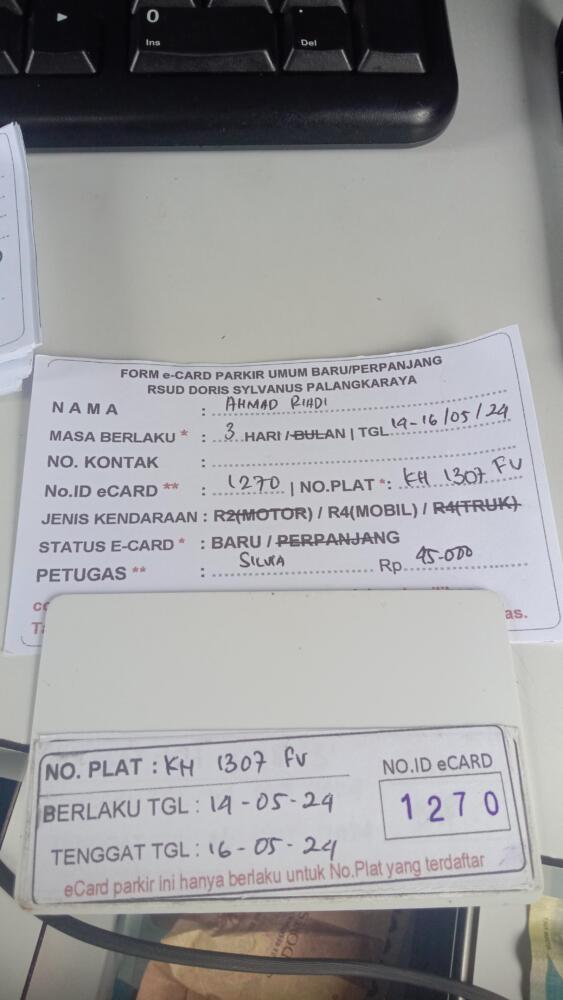 0
Ins
Del
FORM e-CARD PARKIR UMUM BARU/PERPANJANG
RSUD DORIS SYLVANUS PALANGKARAYA
NAMA : AHMAD RIADI
MASA BERLAKU * : 3 HARI / BULAN | TGL 14-16/05/24
NO. KONTAK :
No.ID eCARD ** : 1270 | NO.PLAT *: KH 1307 FV
JENIS KENDARAAN : R2(MOTOR) / R4(MOBIL) / R4(TRUK)
STATUS E-CARD * : BARU / PERPANJANG
PETUGAS ** : SILVIA Rp. 45.000
as.
NO. PLAT : KH 1307 FV
NO.ID eCARD
BERLAKU TGL : 14-05-24
1270
TENGGAT TGL : 16-05-24
eCard parkir ini hanya berlaku untuk No.Plat yang terdaftar